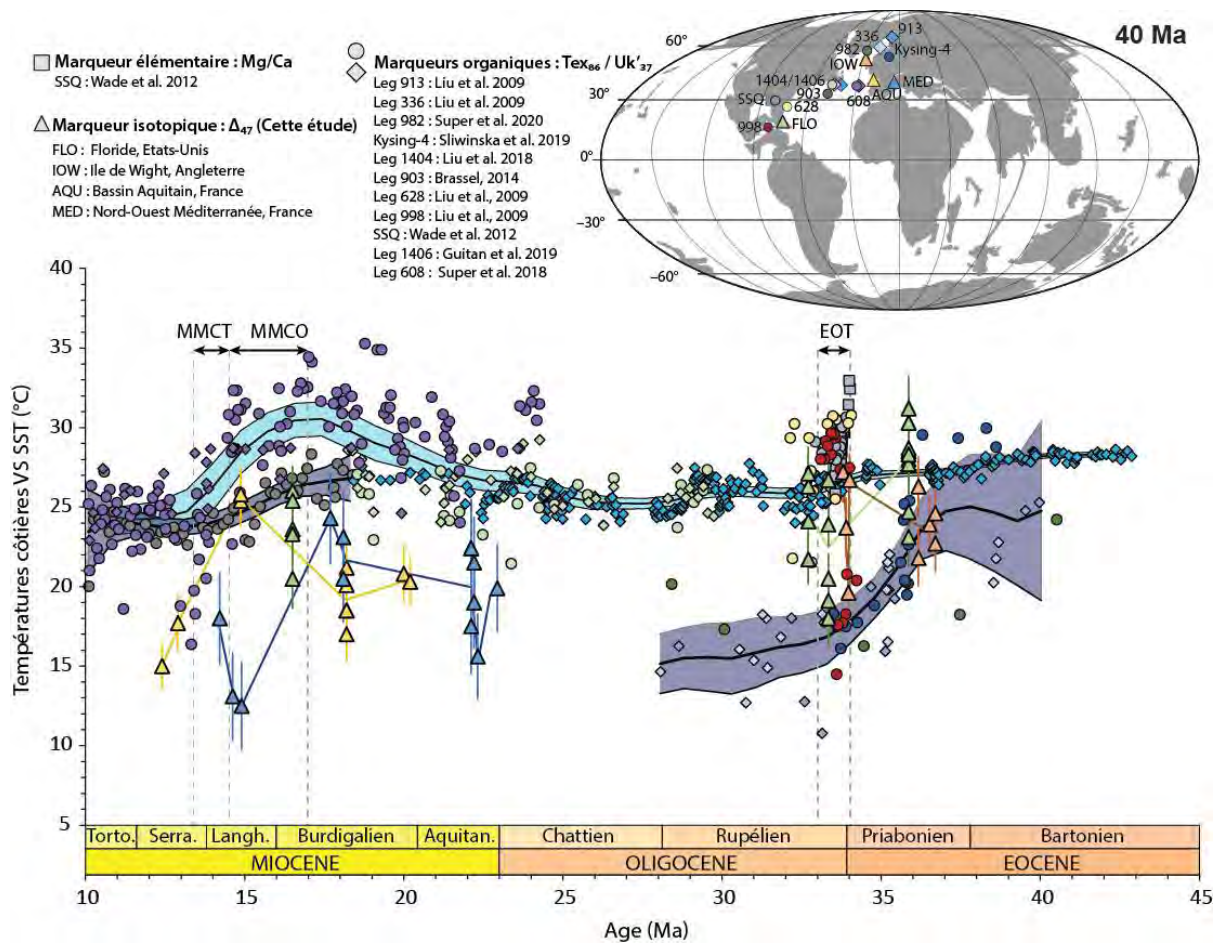 Marqueur élémentaire : Mg/Ca
SSQ : Wade et al. 2012
Marqueur isotopique : Δ47 (Cette étude)
FLO : Floride, Etats-Unis
IOW : Ile de Wight, Angleterre
AQU : Bassin Aquitain, France
MED : Nord-Ouest Méditerranée, France
Marqueurs organiques : Tex86 / Uk’37
Leg 913 : Liu et al. 2009
Leg 336 : Liu et al. 2009
Leg 982 : Super et al. 2020
Kysing-4 : Sliwinska et al. 2019
Leg 1404 : Liu et al. 2018
Leg 903 : Brassel, 2014
Leg 628 : Liu et al., 2009
Leg 998 : Liu et al., 2009
SSQ : Wade et al. 2012
Leg 1406 : Guitan et al. 2019
Leg 608 : Super et al. 2018
40 Ma
60°
30°
0°
−30°
−60°
913
336
982
Kysing-4
IOW
1404/1406
MED
903
AQU
SSQ
608
628
FLO
998
MMCT
MMCO
EOT
Températures côtières VS SST (°C)
40
35
30
25
20
15
10
5
Torto.
Serra.
Langh.
Burdigalien
Aquitan.
Chattien
Rupélien
Priabonien
Bartonien
MIOCENE
OLIGOCENE
EOCENE
10
15
20
25
30
35
40
45
Age (Ma)